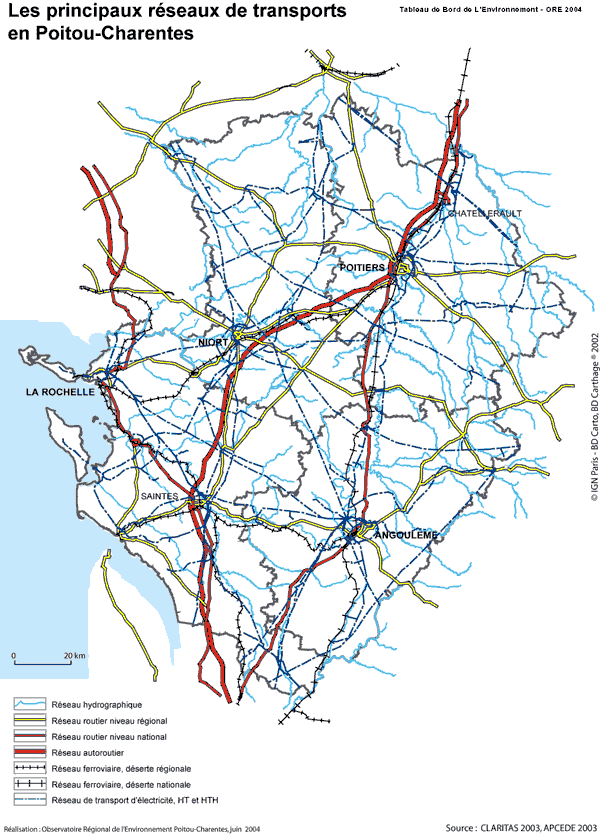 Les principaux réseaux de transports
en Poitou-Charentes
Tableau de Bord de L'Environnement - ORE 2004
CHATELLERAULT
POITIERS
NIORT
LA ROCHELLE
SAINTES
ANGOULEME
© IGN Paris - BD Carto, BD Carthage ® 2002
0 20 km
Réseau hydrographique
Réseau routier niveau régional
Réseau routier niveau national
Réseau autoroutier
Réseau ferroviaire, déserte régionale
Réseau ferroviaire, déserte nationale
Réseau de transport d'électricité, HT et HTH
Réalisation : Observatoire Régional de l'Environnement Poitou-Charentes, juin 2004
Source : CLARITAS 2003, APCEDE 2003